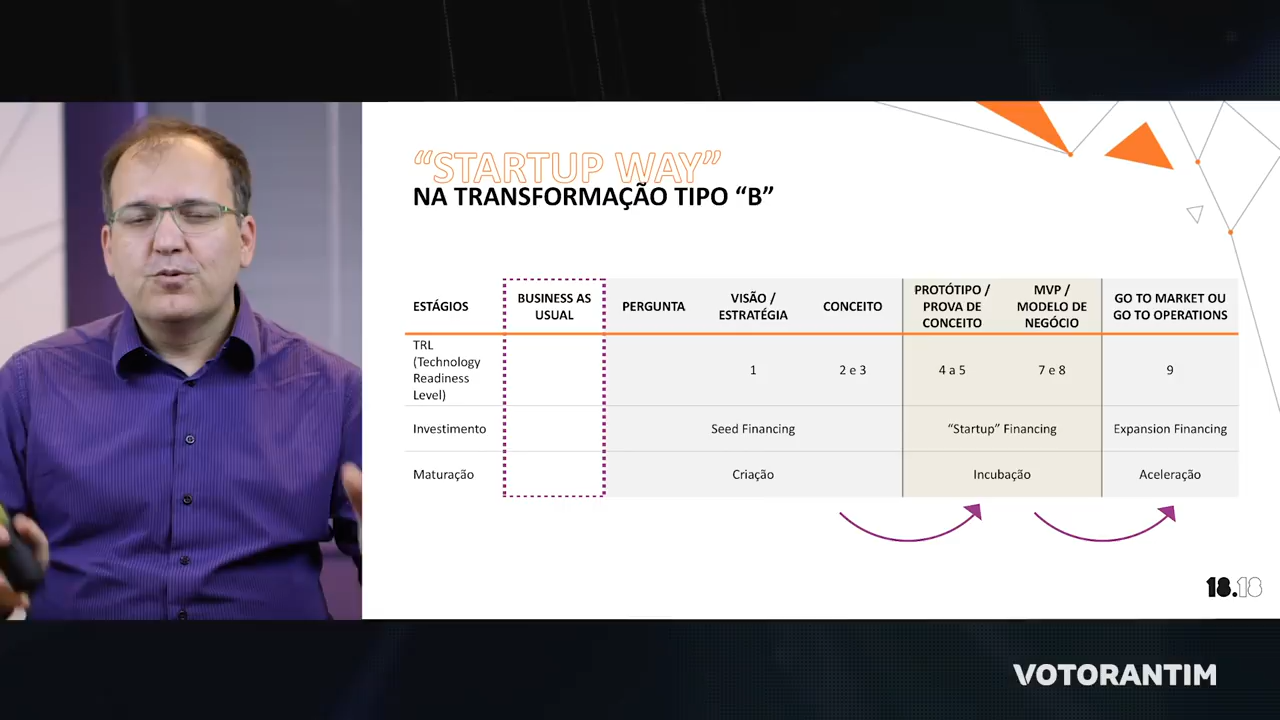 “STARTUP WAY”
NA TRANSFORMAÇÃO TIPO “B”
ESTÁGIOS
BUSINESS AS
USUAL
PERGUNTA
VISÃO /
ESTRATÉGIA
CONCEITO
PROTÓTIPO /
PROVA DE
CONCEITO
MVP /
MODELO DE
NEGÓCIO
GO TO MARKET OU
GO TO OPERATIONS
TRL
(Technology
Readiness
Level)
1
2 e 3
4 a 5
7 e 8
9
Investimento
Seed Financing
“Startup” Financing
Expansion Financing
Maturação
Criação
Incubação
Aceleração
18.18
VOTORANTIM